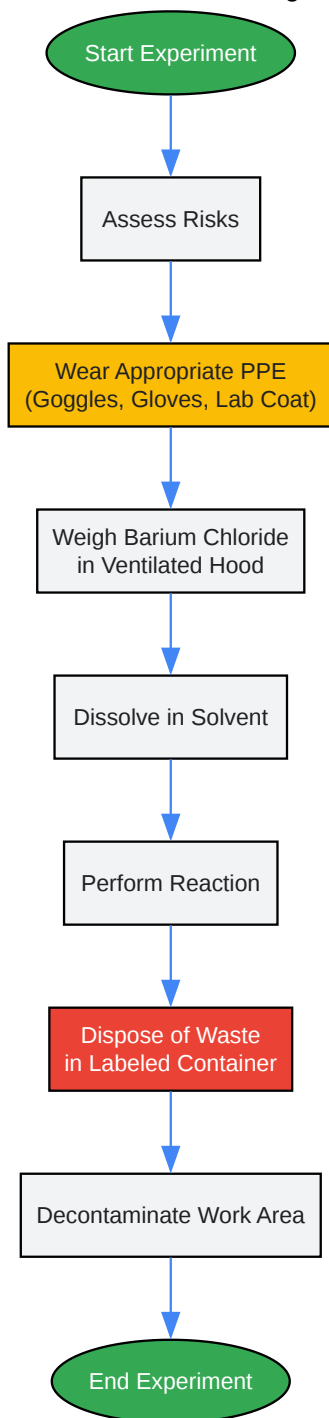 Start Experiment
Assess Risks
Wear Appropriate PPE
(Goggles, Gloves, Lab Coat)
Weigh Barium Chloride
in Ventilated Hood
Dissolve in Solvent
Perform Reaction
Dispose of Waste
in Labeled Container
Decontaminate Work Area
End Experiment